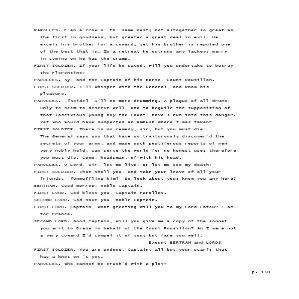 PAROLLES. E'en a crow o' th' same nest; not altogether so great as
the first in goodness, but greater a great deal in evil. He
excels his brother for a coward, yet his brother is reputed one
of the best that is. In a retreat he outruns any lackey: marry,
in coming on he has the cramp.
FIRST SOLDIER. If your life be saved, will you undertake to betray
the Florentine?
PAROLLES. Ay, and the Captain of his Horse, Count Rousillon.
FIRST SOLDIER. I'll whisper with the General, and know his
pleasure.
PAROLLES. [Aside] I'll no more drumming. A plague of all drums!
Only to seem to deserve well, and to beguile the supposition of
that lascivious young boy the Count, have I run into this danger.
Yet who would have suspected an ambush where I was taken?
FIRST SOLDIER. There is no remedy, sir, but you must die.
The General says you that have so traitorously discover'd the
secrets of your army, and made such pestiferous reports of men
very nobly held, can serve the world for no honest use; therefore
you must die. Come, headsman, off with his head.
PAROLLES. O Lord, sir, let me live, or let me see my death!
FIRST SOLDIER. That shall you, and take your leave of all your
friends. [Unmuffling him] So look about you; know you any here?
BERTRAM. Good morrow, noble Captain.
FIRST LORD. God bless you, Captain Parolles.
SECOND LORD. God save you, noble Captain.
FIRST LORD. Captain, what greeting will you to my Lord Lafeu? I am
for France.
SECOND LORD. Good Captain, will you give me a copy of the sonnet
you writ to Diana in behalf of the Count Rousillon? An I were not
a very coward I'd compel it of you; but fare you well.
Exeunt BERTRAM and LORDS
FIRST SOLDIER. You are undone, Captain, all but your scarf; that
has a knot on 't yet.
PAROLLES. Who cannot be crush'd with a plot?